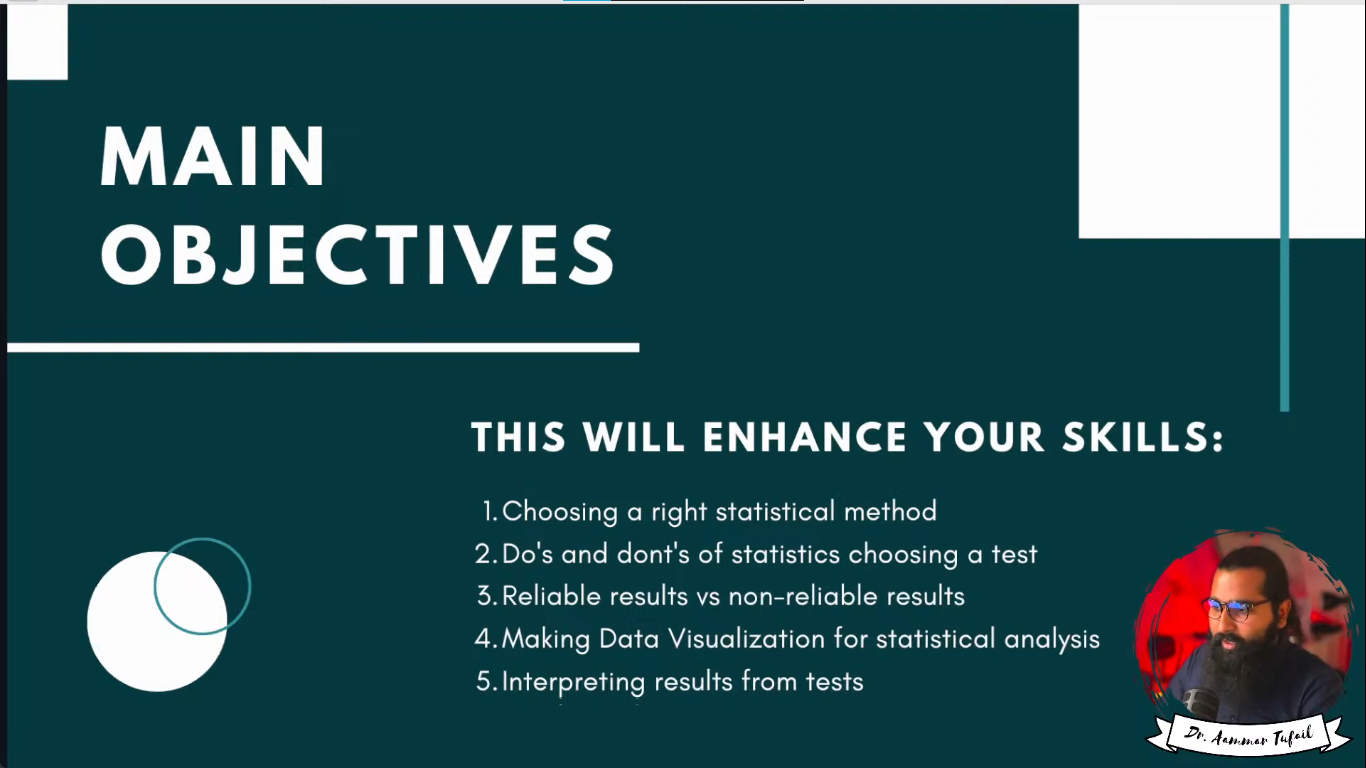 MAIN
OBJECTIVES
THIS WILL ENHANCE YOUR SKILLS:
1. Choosing a right statistical method
2. Do's and dont's of statistics choosing a test
3. Reliable results vs non-reliable results
4. Making Data Visualization for statistical analysis
5. Interpreting results from tests
Dr. Aammar Tufail